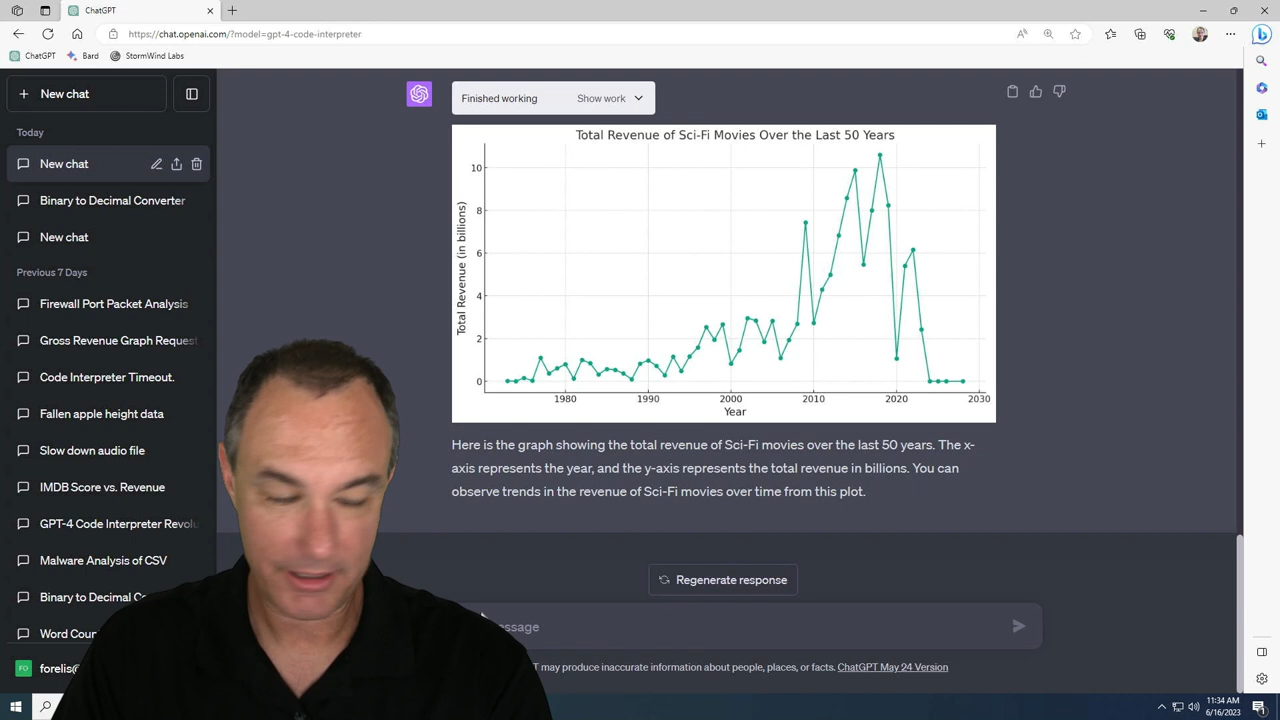 ChatGPT
https://chat.openai.com/?model=gpt-4-code-interpreter
ChatGPT
Bard
StormWind Labs
New chat
Today
New chat
Binary to Decimal Converter
New chat
Previous 7 Days
Firewall Port Packet Analysis
Gross Revenue Graph Request
Code Interpreter Timeout.
Fallen apple height data
Slow down audio file
IMDB Score vs. Revenue
GPT-4 Code Interpreter Revolu
Malware Analysis of CSV
Binary to Decimal Co
Word Coun
FO forelis@
Finished working Show work
Total Revenue of Sci-Fi Movies Over the Last 50 Years
Total Revenue (in billions)
10
8
6
4
2
0
1980 1990 2000 2010 2020 2030
Year
Here is the graph showing the total revenue of Sci-Fi movies over the last 50 years. The x-
axis represents the year, and the y-axis represents the total revenue in billions. You can
observe trends in the revenue of Sci-Fi movies over time from this plot.
Regenerate response
essage
T may produce inaccurate information about people, places, or facts. ChatGPT May 24 Version
11:34 AM
6/16/2023
1